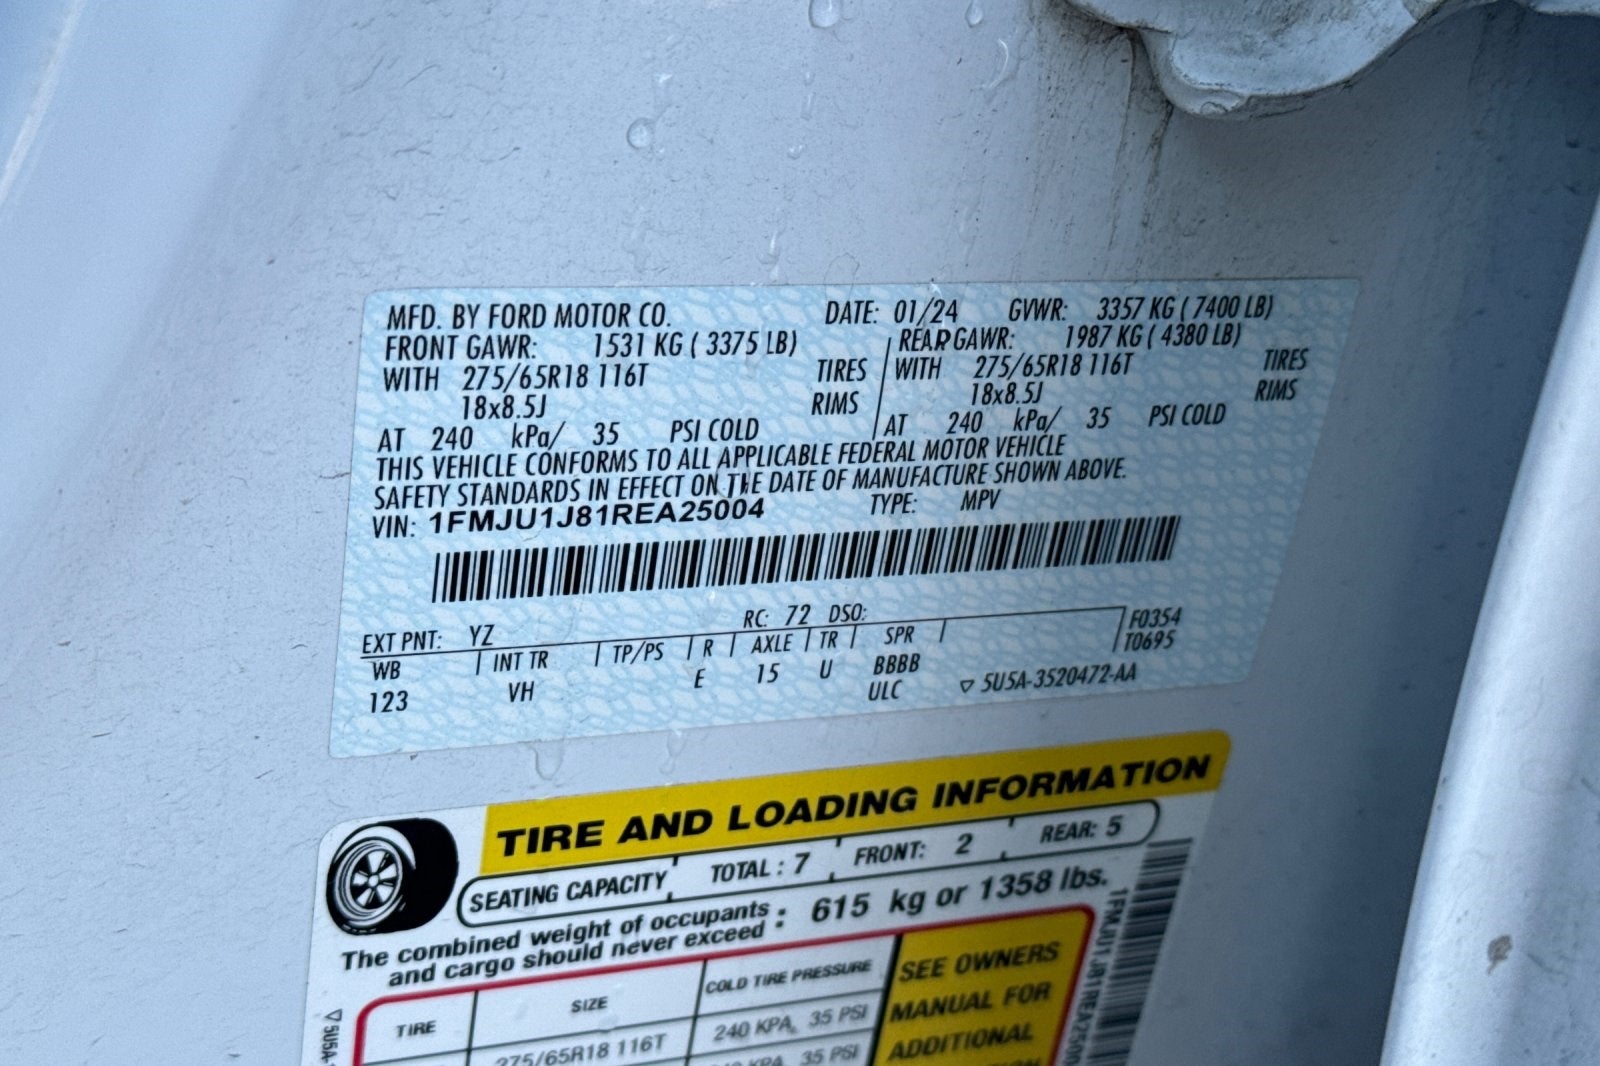 MFD. BY FORD MOTOR CO. DATE: 01/24 GVWR: 3357 KG ( 7400 LB)
FRONT GAWR: 1531 KG ( 3375 LB) REAR GAWR: 1987 KG ( 4380 LB)
WITH 275/65R18 116T TIRES WITH 275/65R18 116T TIRES
18x8.5J RIMS 18x8.5J RIMS
AT 240 kPa/ 35 PSI COLD AT 240 kPa/ 35 PSI COLD
THIS VEHICLE CONFORMS TO ALL APPLICABLE FEDERAL MOTOR VEHICLE
SAFETY STANDARDS IN EFFECT ON THE DATE OF MANUFACTURE SHOWN ABOVE.
VIN: 1FMJU1J81REA25004 TYPE: MPV
EXT PNT: YZ RC: 72 DSO: F0354
WB INT TR TP/PS R AXLE TR SPR T0695
123 VH E 15 U BBBB
ULC ▽ 5U5A-3520472-AA
TIRE AND LOADING INFORMATION
SEATING CAPACITY TOTAL : 7 FRONT: 2 REAR: 5
The combined weight of occupants
and cargo should never exceed : 615 kg or 1358 lbs.
TIRE SIZE COLD TIRE PRESSURE SEE OWNERS
275/65R18 116T 240 KPA, 35 PSI MANUAL FOR
35 PSI ADDITIONAL
1FMJU1J81REA2500
▽5U5A-